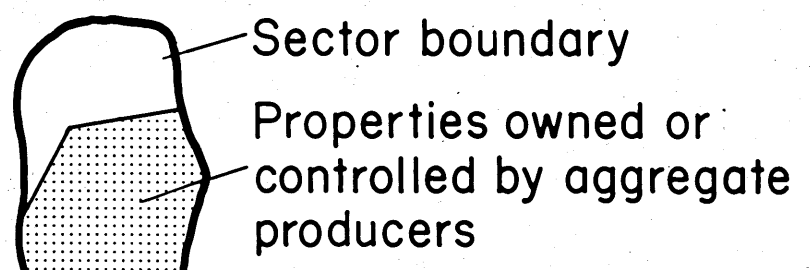 Sector boundary
Properties owned or
controlled by aggregate
producers